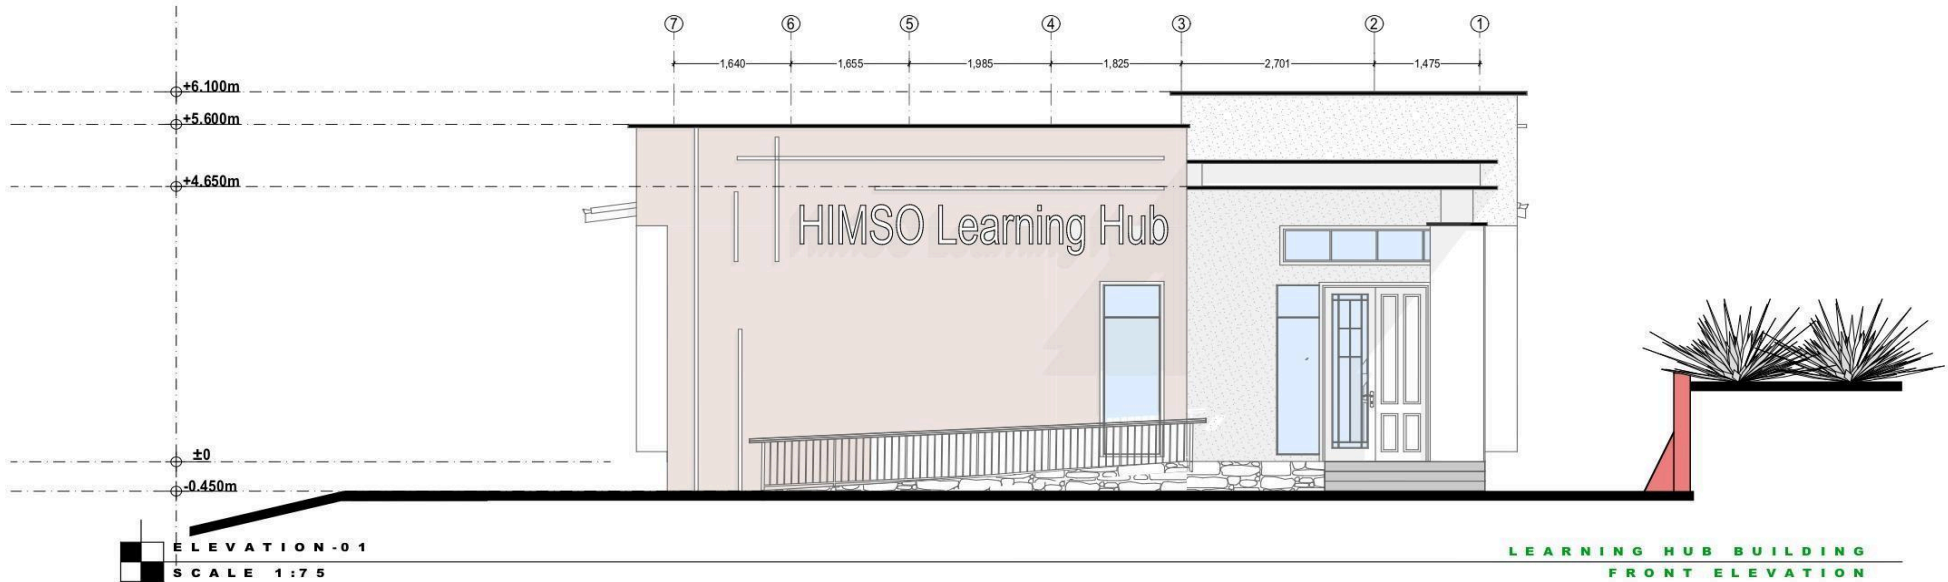 7 6 5 4 3 2 1
1,640 1,655 1,985 1,825 2,701 1,475
+6.100m
+5.600m
+4.650m
HIMSO Learning Hub
±0
-0.450m
ELEVATION-01
SCALE 1:75
LEARNING HUB BUILDING
FRONT ELEVATION